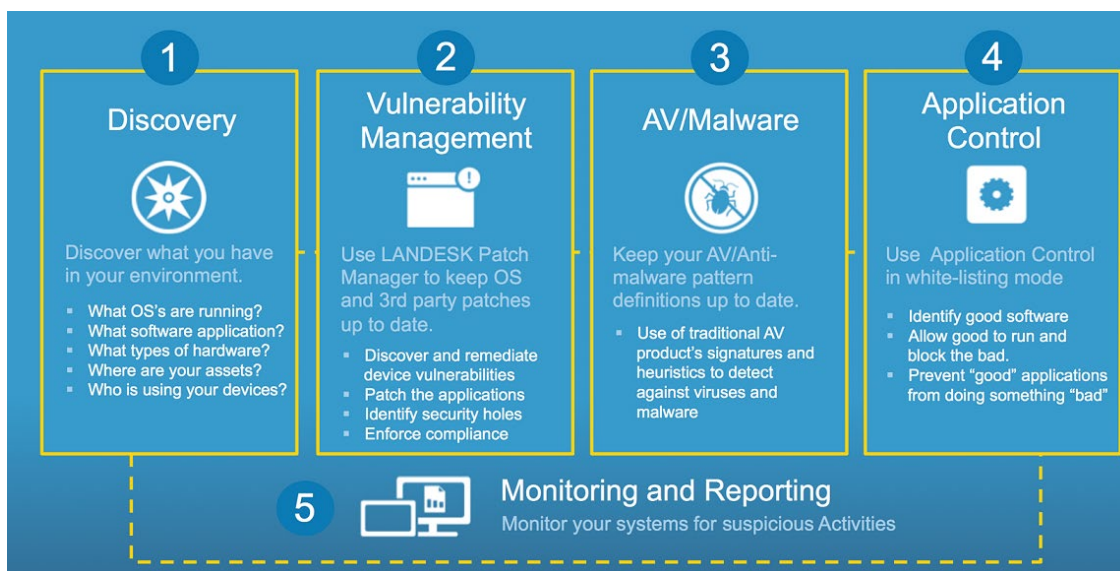 1
Discovery
Discover what you have
in your environment.
▪ What OS's are running?
▪ What software application?
▪ What types of hardware?
▪ Where are your assets?
▪ Who is using your devices?
2
Vulnerability
Management
!
Use LANDESK Patch
Manager to keep OS
and 3rd party patches
up to date.
▪ Discover and remediate
device vulnerabilities
▪ Patch the applications
▪ Identify security holes
▪ Enforce compliance
3
AV/Malware
Keep your AV/Anti-
malware pattern
definitions up to date.
▪ Use of traditional AV
product's signatures and
heuristics to detect
against viruses and
malware
4
Application
Control
Use Application Control
in white-listing mode
▪ Identify good software
▪ Allow good to run and
block the bad.
▪ Prevent “good” applications
from doing something “bad”
5
Monitoring and Reporting
Monitor your systems for suspicious Activities